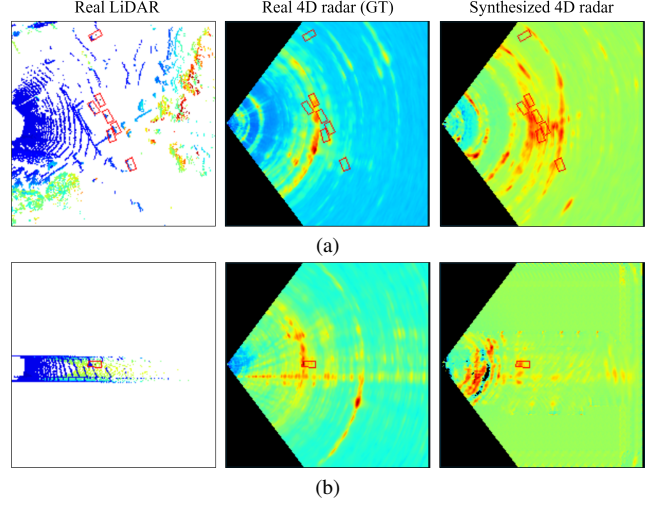 Real LiDAR
Real 4D radar (GT)
Synthesized 4D radar
(a)
(b)